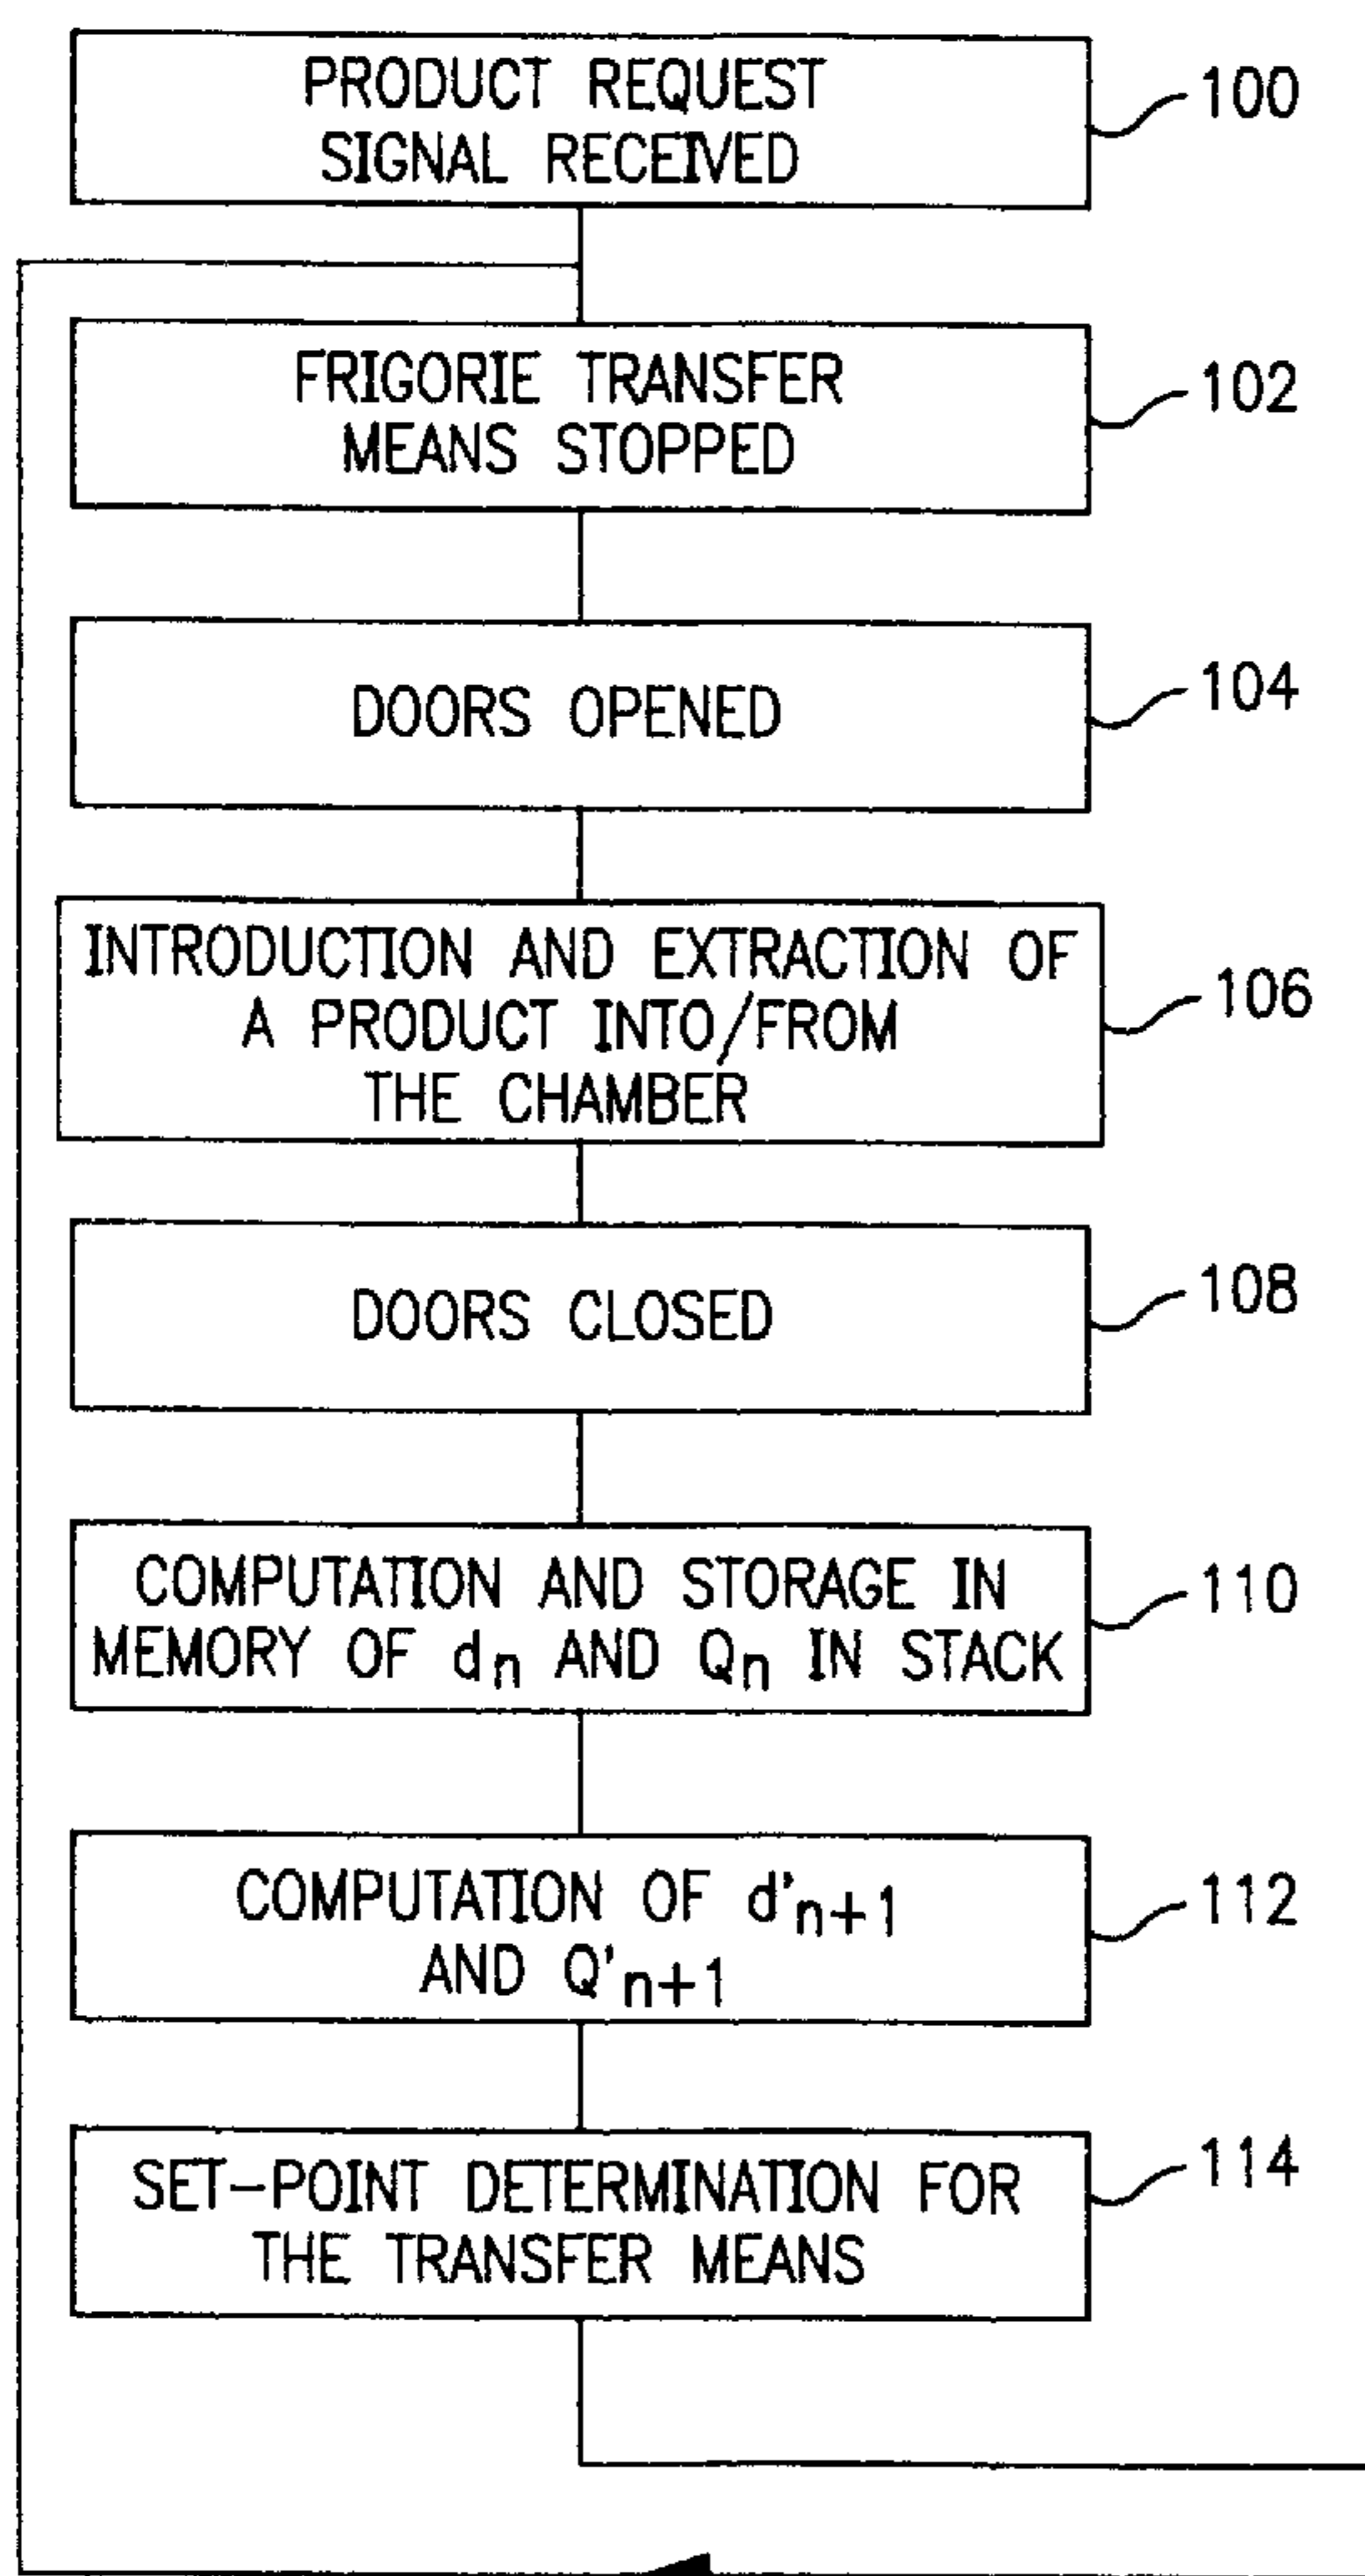 PRODUCT REQUEST
SIGNAL RECEIVED
100
FRIGORIE TRANSFER
MEANS STOPPED
102
DOORS OPENED
104
INTRODUCTION AND EXTRACTION OF
A PRODUCT INTO/FROM
THE CHAMBER
106
DOORS CLOSED
108
COMPUTATION AND STORAGE IN
MEMORY OF dn AND Qn IN STACK
110
COMPUTATION OF d'n+1
AND Q'n+1
112
SET-POINT DETERMINATION FOR
THE TRANSFER MEANS
114